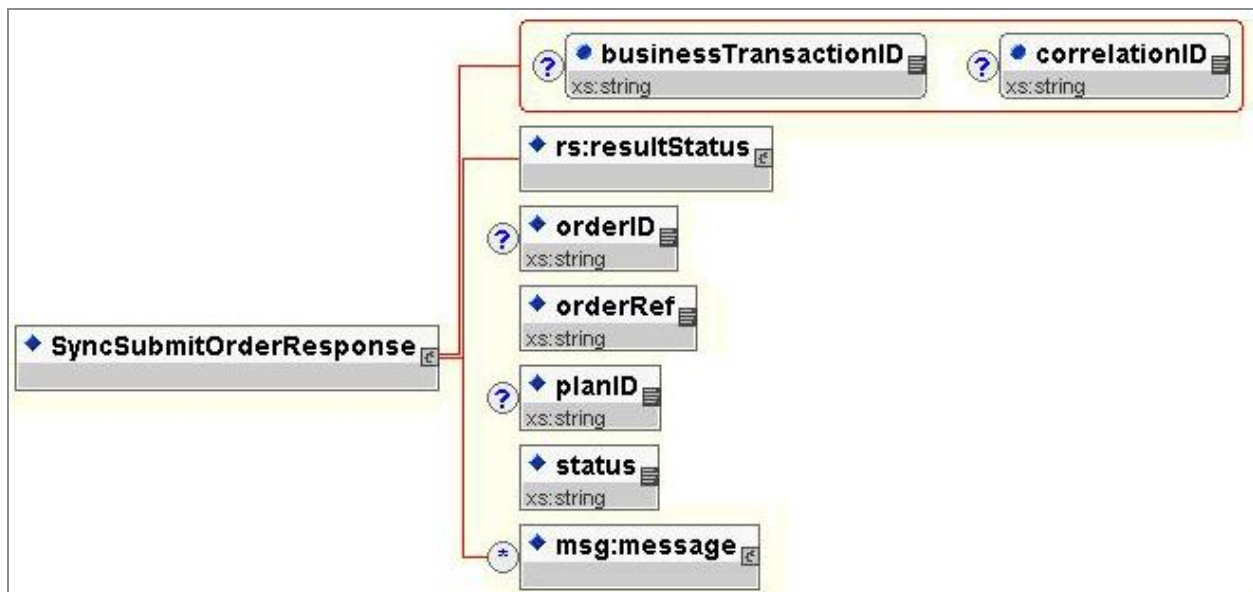 ? businessTransactionID ? correlationID
xs:string xs:string
rs:resultStatus
? orderID
xs:string
orderRef
xs:string
SyncSubmitOrderResponse
? planID
xs:string
status
xs:string
* msg:message